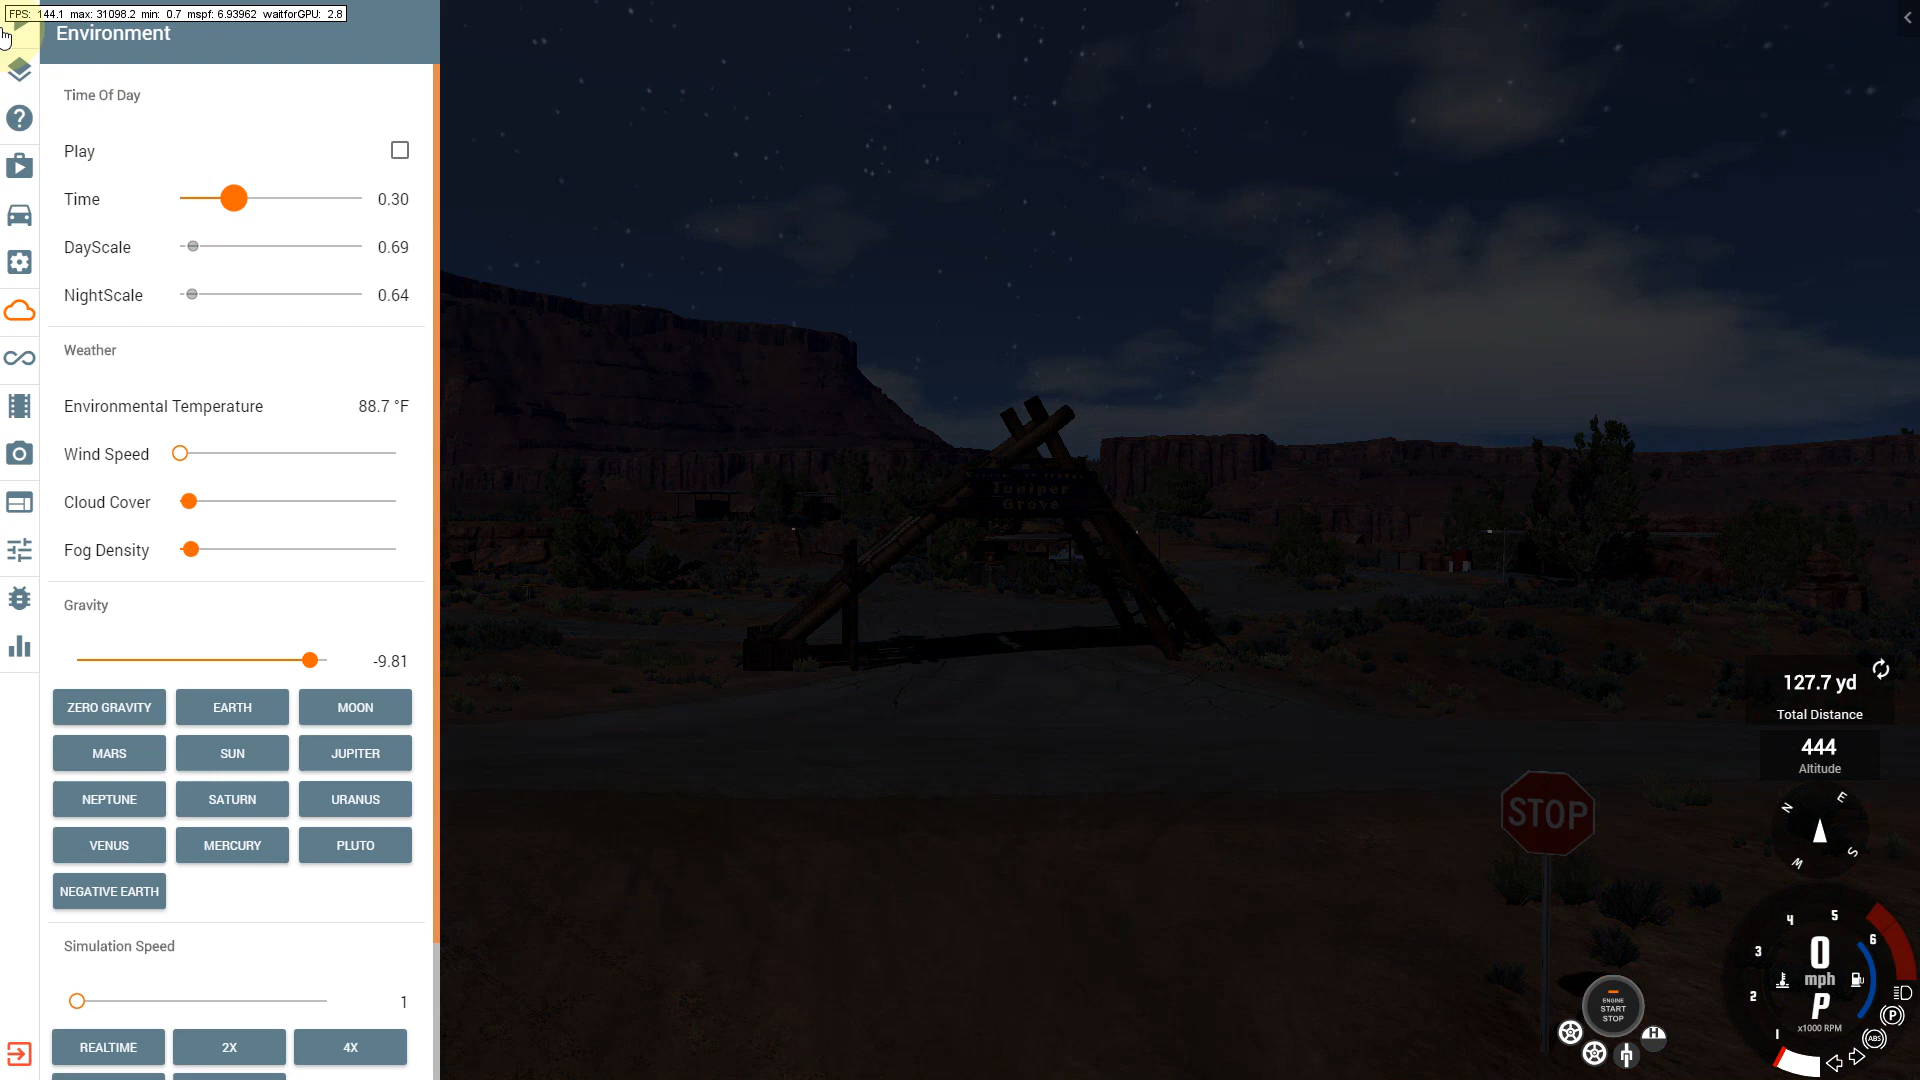 FPS: 144.1 max: 31098.2 min: 0.7 mspf: 6.93962 waitforGPU: 2.8
Environment
Time Of Day
Play
Time 0.30
DayScale 0.69
NightScale 0.64
Weather
Environmental Temperature 88.7 °F
Wind Speed
Cloud Cover
Fog Density
Gravity
-9.81
ZERO GRAVITY EARTH MOON
MARS SUN JUPITER
NEPTUNE SATURN URANUS
VENUS MERCURY PLUTO
NEGATIVE EARTH
Simulation Speed
1
REALTIME 2X 4X
Juniper
Grove
STOP
127.7 yd
Total Distance
444
Altitude
N E
W S
1 2 3 4 5 6
0
mph
P
x1000 RPM
ENGINE
START
STOP
H
P
ABS